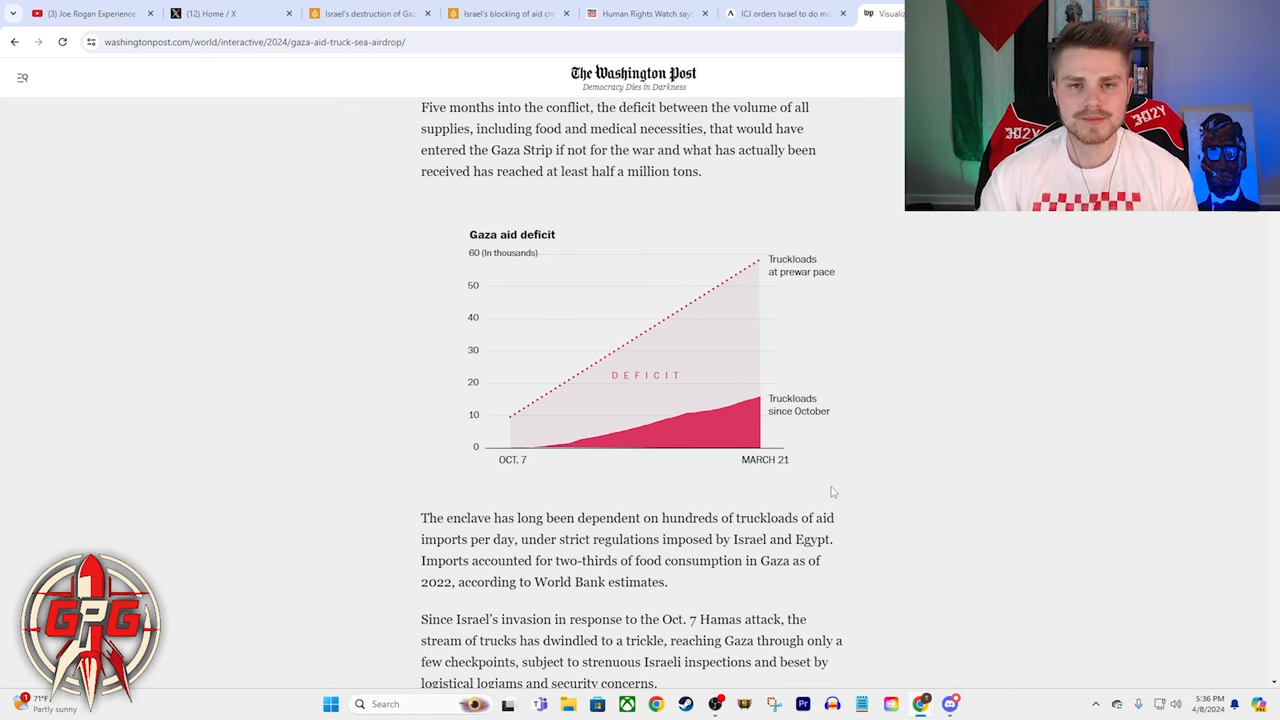 Joe Rogan Experience
(12) Home / X
Israel's destruction of Gaz
Israel's blocking of aid cre
Human Rights Watch says
ICJ orders Israel to do mo
Visualiz
washingtonpost.com/world/interactive/2024/gaza-aid-truck-sea-airdrop/
The Washington Post
Democracy Dies in Darkness
Five months into the conflict, the deficit between the volume of all
supplies, including food and medical necessities, that would have
entered the Gaza Strip if not for the war and what has actually been
received has reached at least half a million tons.
Gaza aid deficit
60 (In thousands)
Truckloads
at prewar pace
50
40
30
20
DEFICIT
Truckloads
since October
10
0
OCT. 7
MARCH 21
The enclave has long been dependent on hundreds of truckloads of aid
imports per day, under strict regulations imposed by Israel and Egypt.
Imports accounted for two-thirds of food consumption in Gaza as of
2022, according to World Bank estimates.
Since Israel's invasion in response to the Oct. 7 Hamas attack, the
stream of trucks has dwindled to a trickle, reaching Gaza through only a
few checkpoints, subject to strenuous Israeli inspections and beset by
logistical logjams and security concerns.
GPG
1
71°F
Partly sunny
Search
5:36 PM
4/8/2024